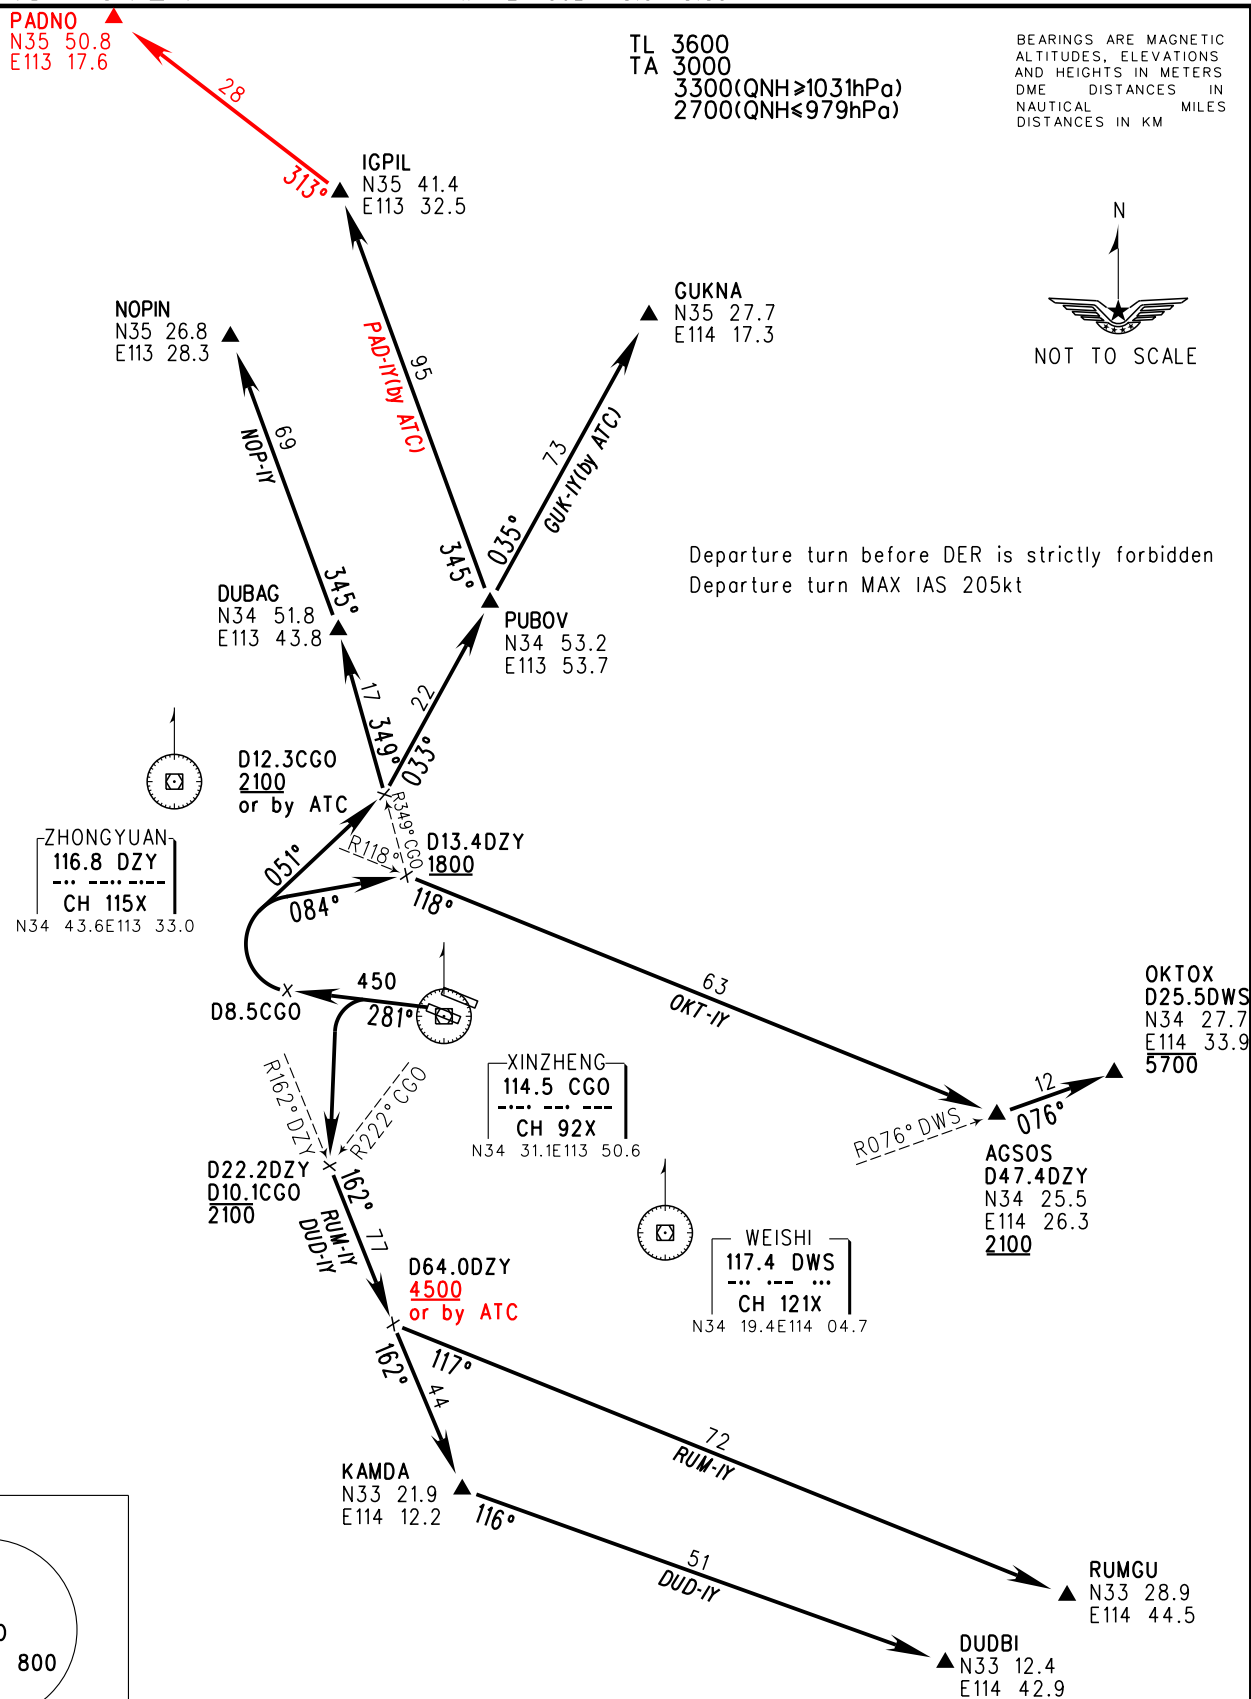 PADNO
N35 50.8
E113 17.6
28
313°
TL 3600
TA 3000
3300(QNH≥1031hPa)
2700(QNH≤979hPa)
BEARINGS ARE MAGNETIC
ALTITUDES, ELEVATIONS
AND HEIGHTS IN METERS
DME DISTANCES IN
NAUTICAL MILES
DISTANCES IN KM
IGPIL
N35 41.4
E113 32.5
N
NOT TO SCALE
NOPIN
N35 26.8
E113 28.3
GUKNA
N35 27.7
E114 17.3
95
PAD-IY(by ATC)
69
NOP-IY
73
GUK-IY(by ATC)
345°
035°
345°
Departure turn before DER is strictly forbidden
Departure turn MAX IAS 205kt
DUBAG
N34 51.8
E113 43.8
PUBOV
N34 53.2
E113 53.7
17
349°
22
033°
D12.3CGO
2100
or by ATC
R349°CGO
R118°
D13.4DZY
1800
ZHONGYUAN
116.8 DZY
CH 115X
N34 43.6E113 33.0
051°
084°
118°
63
OKT-IY
D8.5CGO
450
281°
OKTOX
D25.5DWS
N34 27.7
E114 33.9
5700
XINZHENG
114.5 CGO
CH 92X
N34 31.1E113 50.6
12
076°
R076°DWS
AGSOS
D47.4DZY
N34 25.5
E114 26.3
2100
R162°DZY
R222°CGO
D22.2DZY
D10.1CGO
2100
162°
77
RUM-IY
DUD-IY
WEISHI
117.4 DWS
CH 121X
N34 19.4E114 04.7
D64.0DZY
4500
or by ATC
162°
117°
44
72
RUM-IY
KAMDA
N33 21.9
E114 12.2
116°
51
DUD-IY
RUMGU
N33 28.9
E114 44.5
DUDBI
N33 12.4
E114 42.9
800